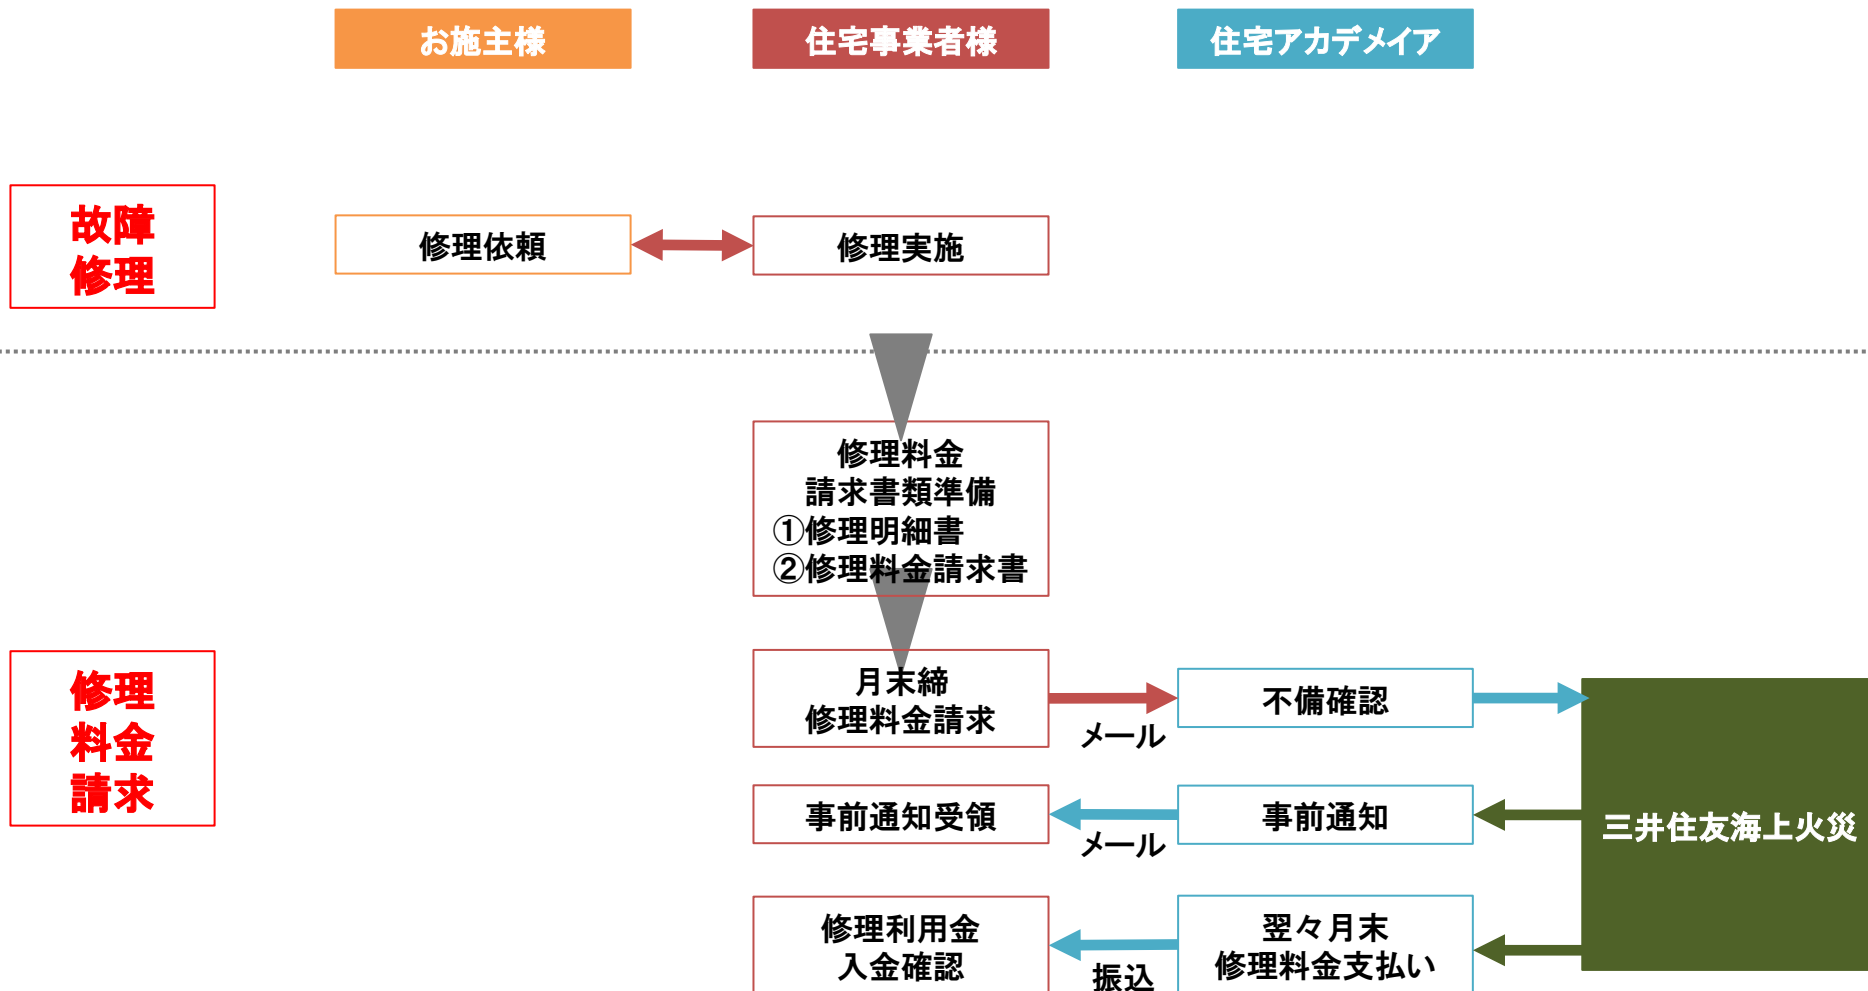 お施主様
住宅事業者様
住宅アカデメイア
故障
修理
修理依頼
修理実施
修理料金
請求書類準備
①修理明細書
②修理料金請求書
修理
料金
請求
月末締
修理料金請求
メール
不備確認
事前通知受領
メール
事前通知
三井住友海上火災
修理利用金
入金確認
振込
翌々月末
修理料金支払い